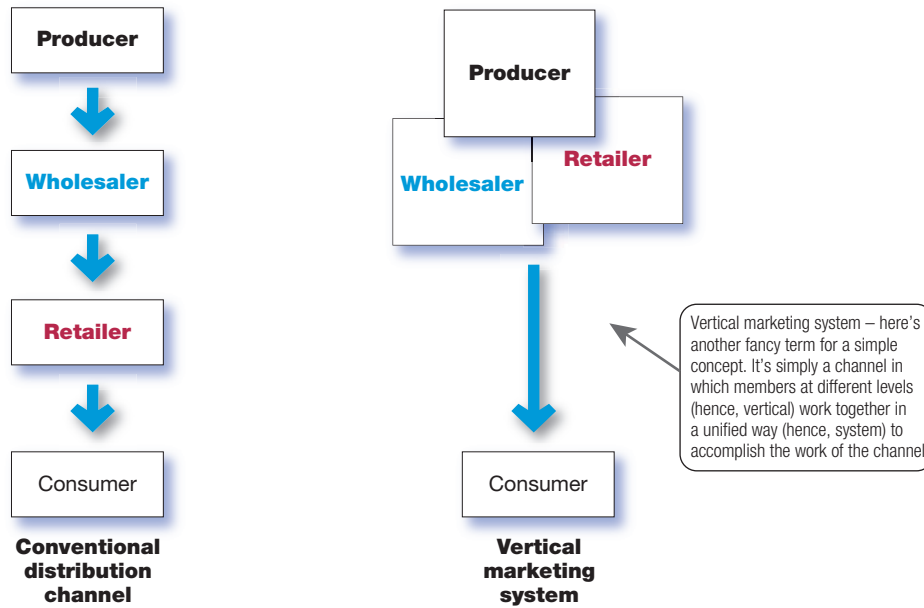 Producer
Wholesaler
Retailer
Consumer
Conventional
distribution
channel
Producer
Retailer
Wholesaler
Consumer
Vertical
marketing
system
Vertical marketing system – here's
another fancy term for a simple
concept. It's simply a channel in
which members at different levels
(hence, vertical) work together in
a unified way (hence, system) to
accomplish the work of the channel